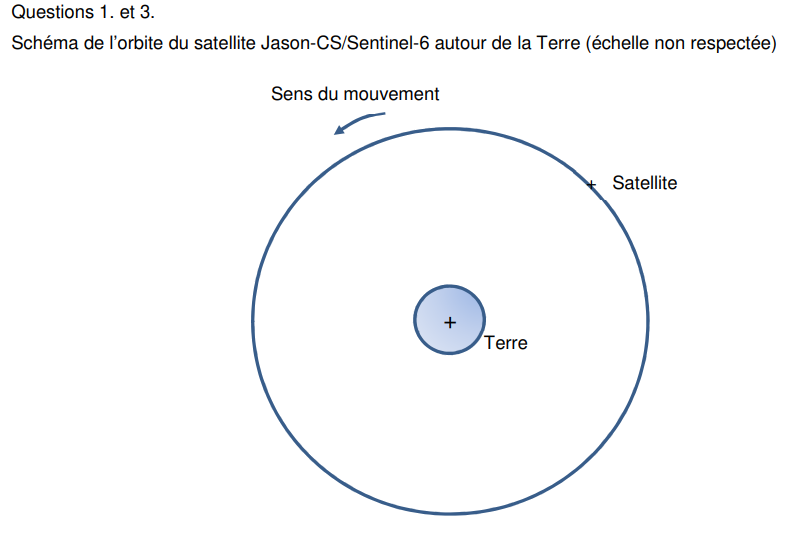 Questions 1. et 3.
Schéma de l’orbite du satellite Jason-CS/Sentinel-6 autour de la Terre (échelle non respectée)
Sens du mouvement
Satellite
Terre